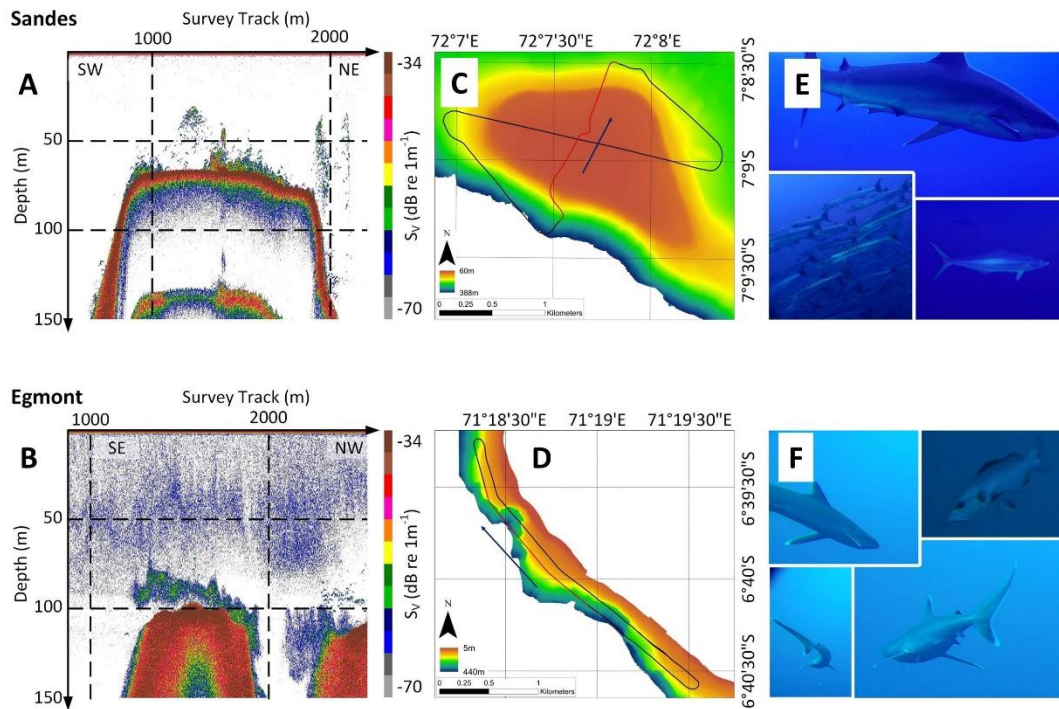 Sandes
Survey Track (m)
1000 2000
A
SW NE
Depth (m)
50
100
150
-34
Sv (dB re 1m⁻¹)
-70
72°7'E 72°7'30"E 72°8'E
C
7°8'30"S
7°9'S
7°9'30"S
N
60m
388m
0 0.25 0.5 1
Kilometers
E
Egmont
Survey Track (m)
1000 2000
B
SE NW
Depth (m)
50
100
150
-34
Sv (dB re 1m⁻¹)
-70
71°18'30"E 71°19'E 71°19'30"E
D
6°39'30"S
6°40'S
6°40'30"S
N
5m
440m
0 0.25 0.5 1
Kilometers
F